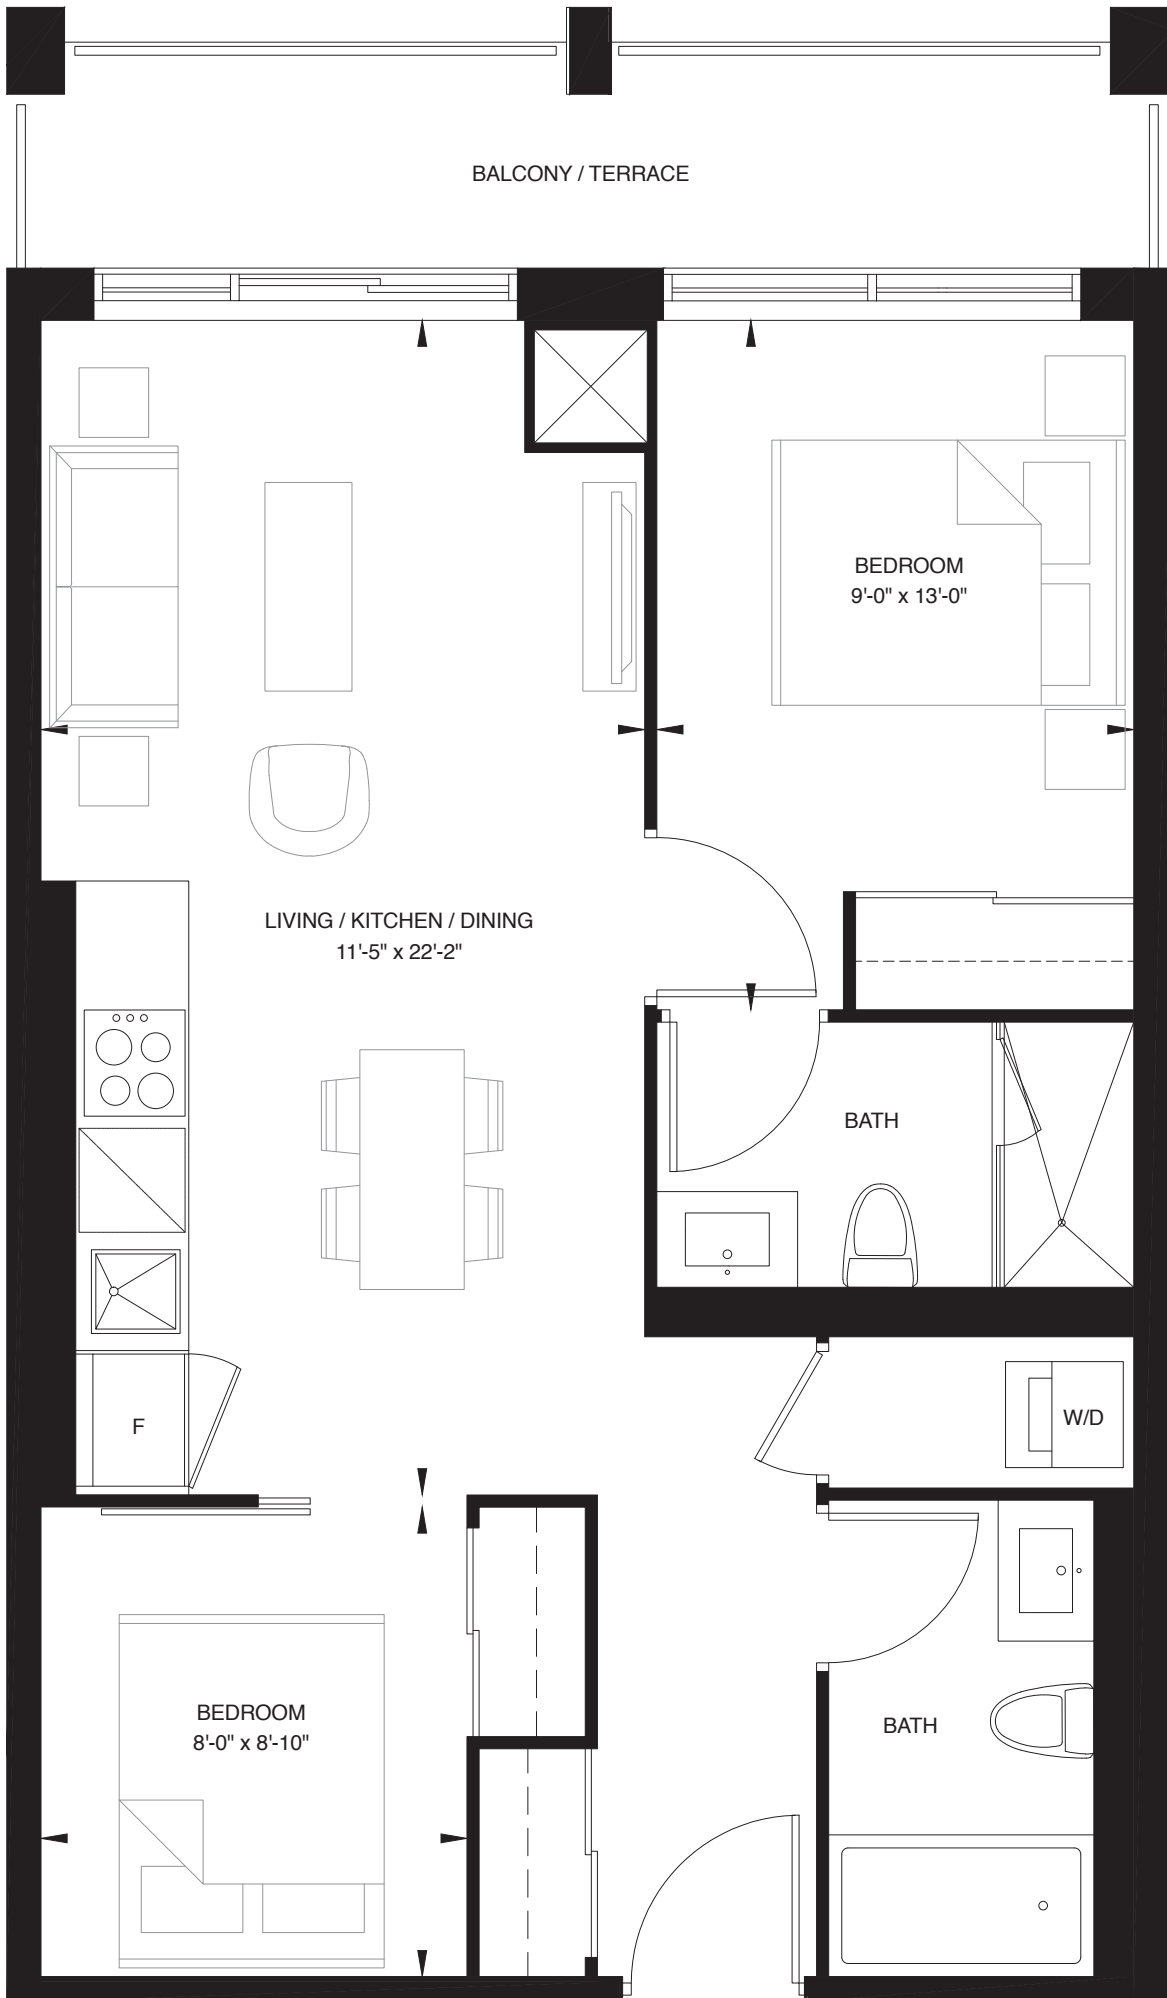 BALCONY / TERRACE
BEDROOM
9'-0" x 13'-0"
LIVING / KITCHEN / DINING
11'-5" x 22'-2"
BATH
F
W/D
BEDROOM
8'-0" x 8'-10"
BATH